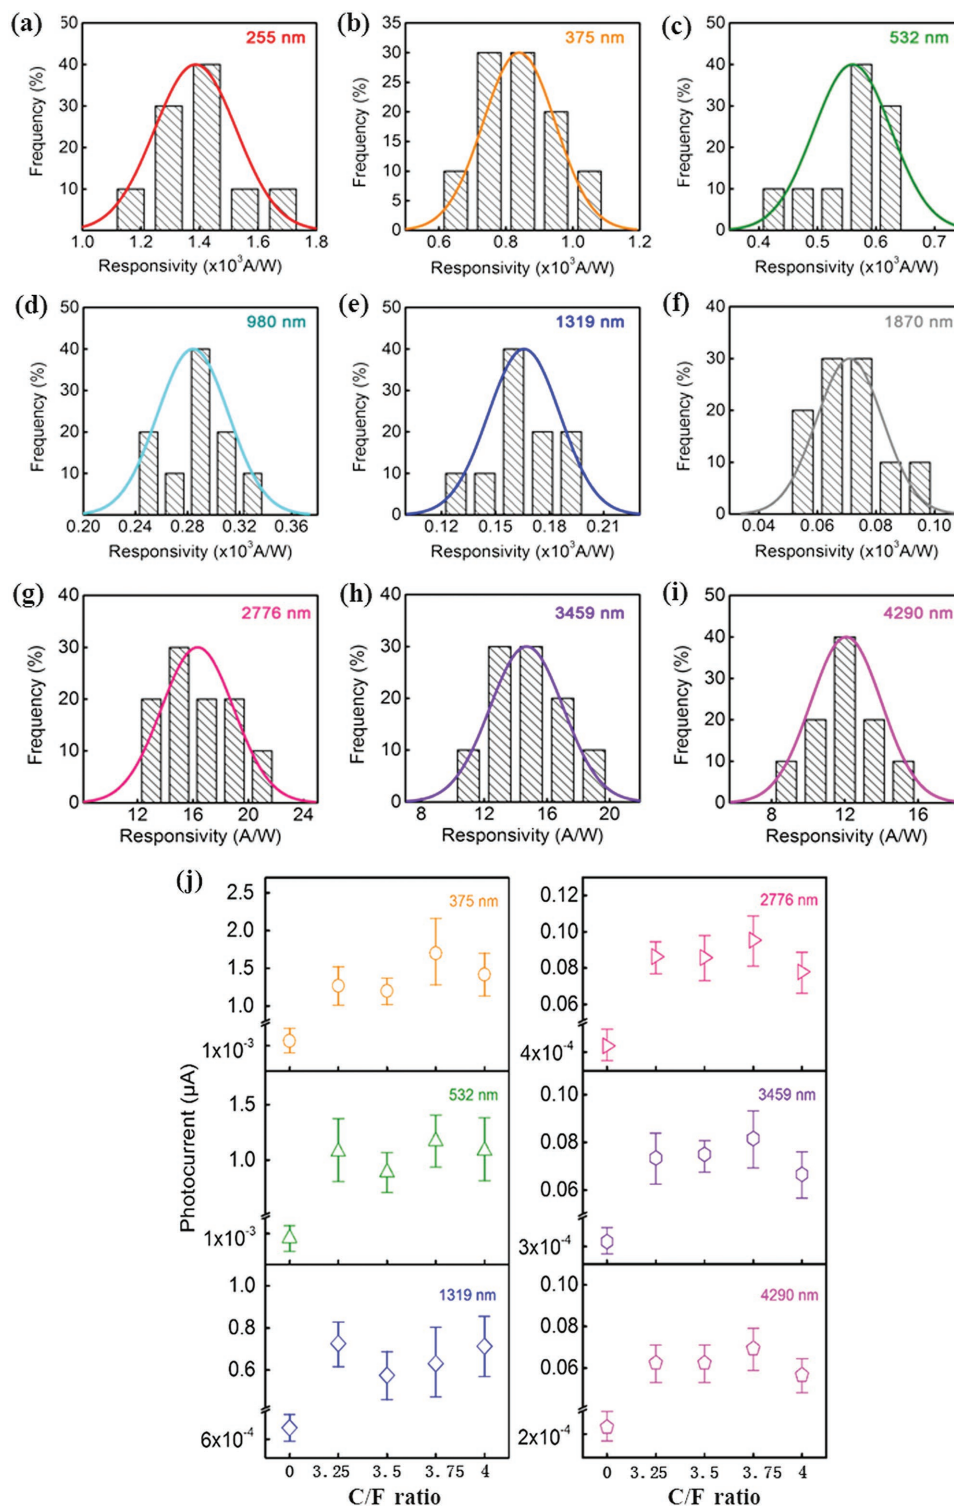 (a)
255 nm
50
40
30
20
10
0
Frequency (%)
1.0 1.2 1.4 1.6 1.8
Responsivity (x10³A/W)
(b)
375 nm
35
30
25
20
15
10
5
0
Frequency (%)
0.6 0.8 1.0 1.2
Responsivity (x10³A/W)
(c)
532 nm
50
40
30
20
10
0
Frequency (%)
0.4 0.5 0.6 0.7
Responsivity (x10³A/W)
(d)
980 nm
50
40
30
20
10
0
Frequency (%)
0.20 0.24 0.28 0.32 0.36
Responsivity (x10³A/W)
(e)
1319 nm
50
40
30
20
10
0
Frequency (%)
0.12 0.15 0.18 0.21
Responsivity (x10³A/W)
(f)
1870 nm
40
30
20
10
0
Frequency (%)
0.04 0.06 0.08 0.10
Responsivity (x10³A/W)
(g)
2776 nm
40
30
20
10
0
Frequency (%)
12 16 20 24
Responsivity (A/W)
(h)
3459 nm
40
30
20
10
0
Frequency (%)
8 12 16 20
Responsivity (A/W)
(i)
4290 nm
50
40
30
20
10
0
Frequency (%)
8 12 16
Responsivity (A/W)
(j)
Photocurrent (μA)
375 nm
2.5
2.0
1.5
1.0
1x10⁻³
532 nm
1.5
1.0
1x10⁻³
1319 nm
1.0
0.8
0.6
6x10⁻⁴
0 3.25 3.5 3.75 4
C/F ratio
2776 nm
0.12
0.10
0.08
0.06
4x10⁻⁴
3459 nm
0.10
0.08
0.06
3x10⁻⁴
4290 nm
0.10
0.08
0.06
2x10⁻⁴
0 3.25 3.5 3.75 4
C/F ratio